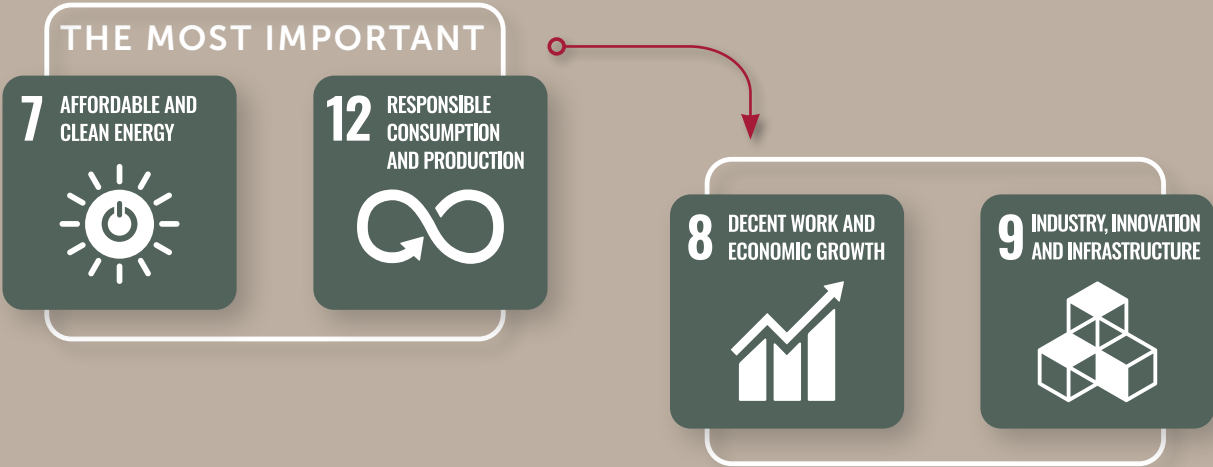 THE MOST IMPORTANT
7 AFFORDABLE AND
CLEAN ENERGY
12 RESPONSIBLE
CONSUMPTION
AND PRODUCTION
8 DECENT WORK AND
ECONOMIC GROWTH
9 INDUSTRY, INNOVATION
AND INFRASTRUCTURE